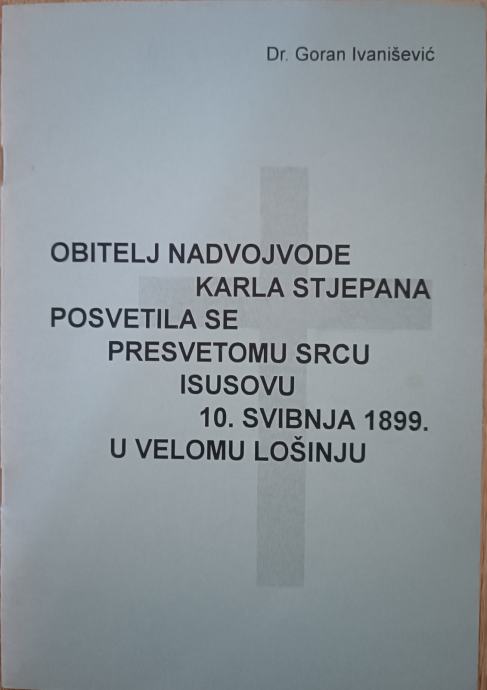 Dr. Goran Ivanišević
OBITELJ NADVOJVODE
KARLA STJEPANA
POSVETILA SE
PRESVETOMU SRCU
ISUSOVU
10. SVIBNJA 1899.
U VELOMU LOŠINJU